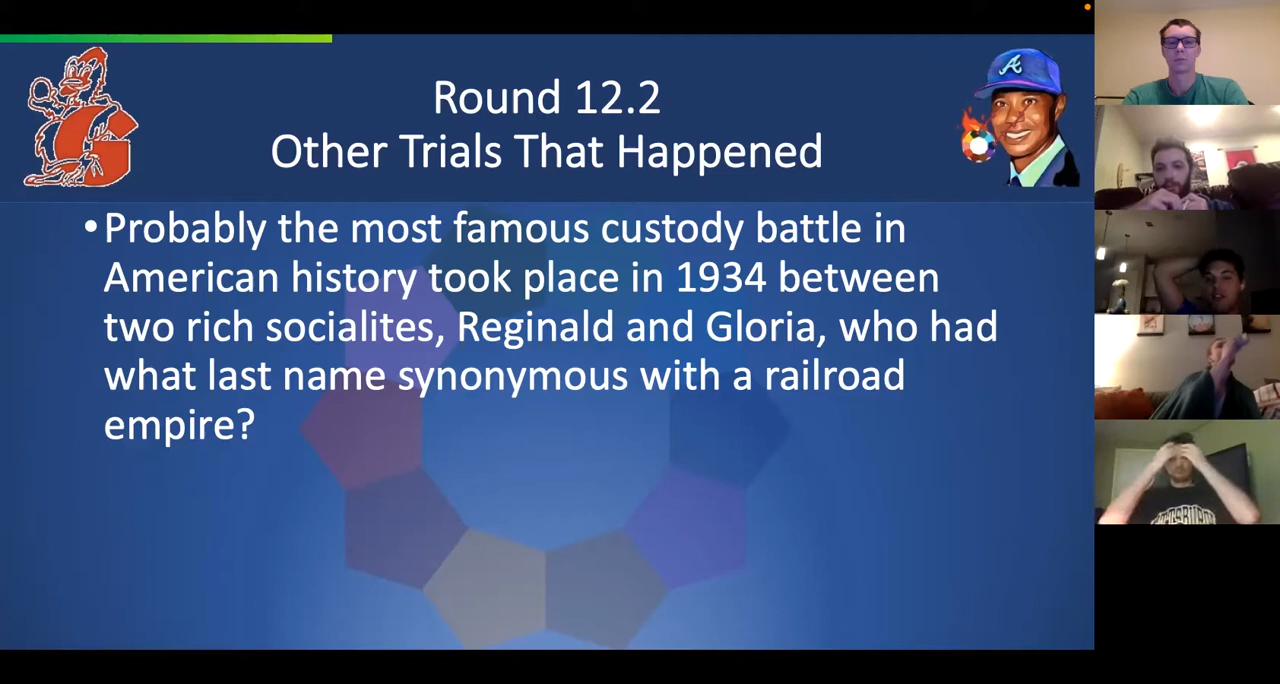 Round 12.2
Other Trials That Happened
•Probably the most famous custody battle in
American history took place in 1934 between
two rich socialites, Reginald and Gloria, who had
what last name synonymous with a railroad
empire?
G
A
PITTSBURGH